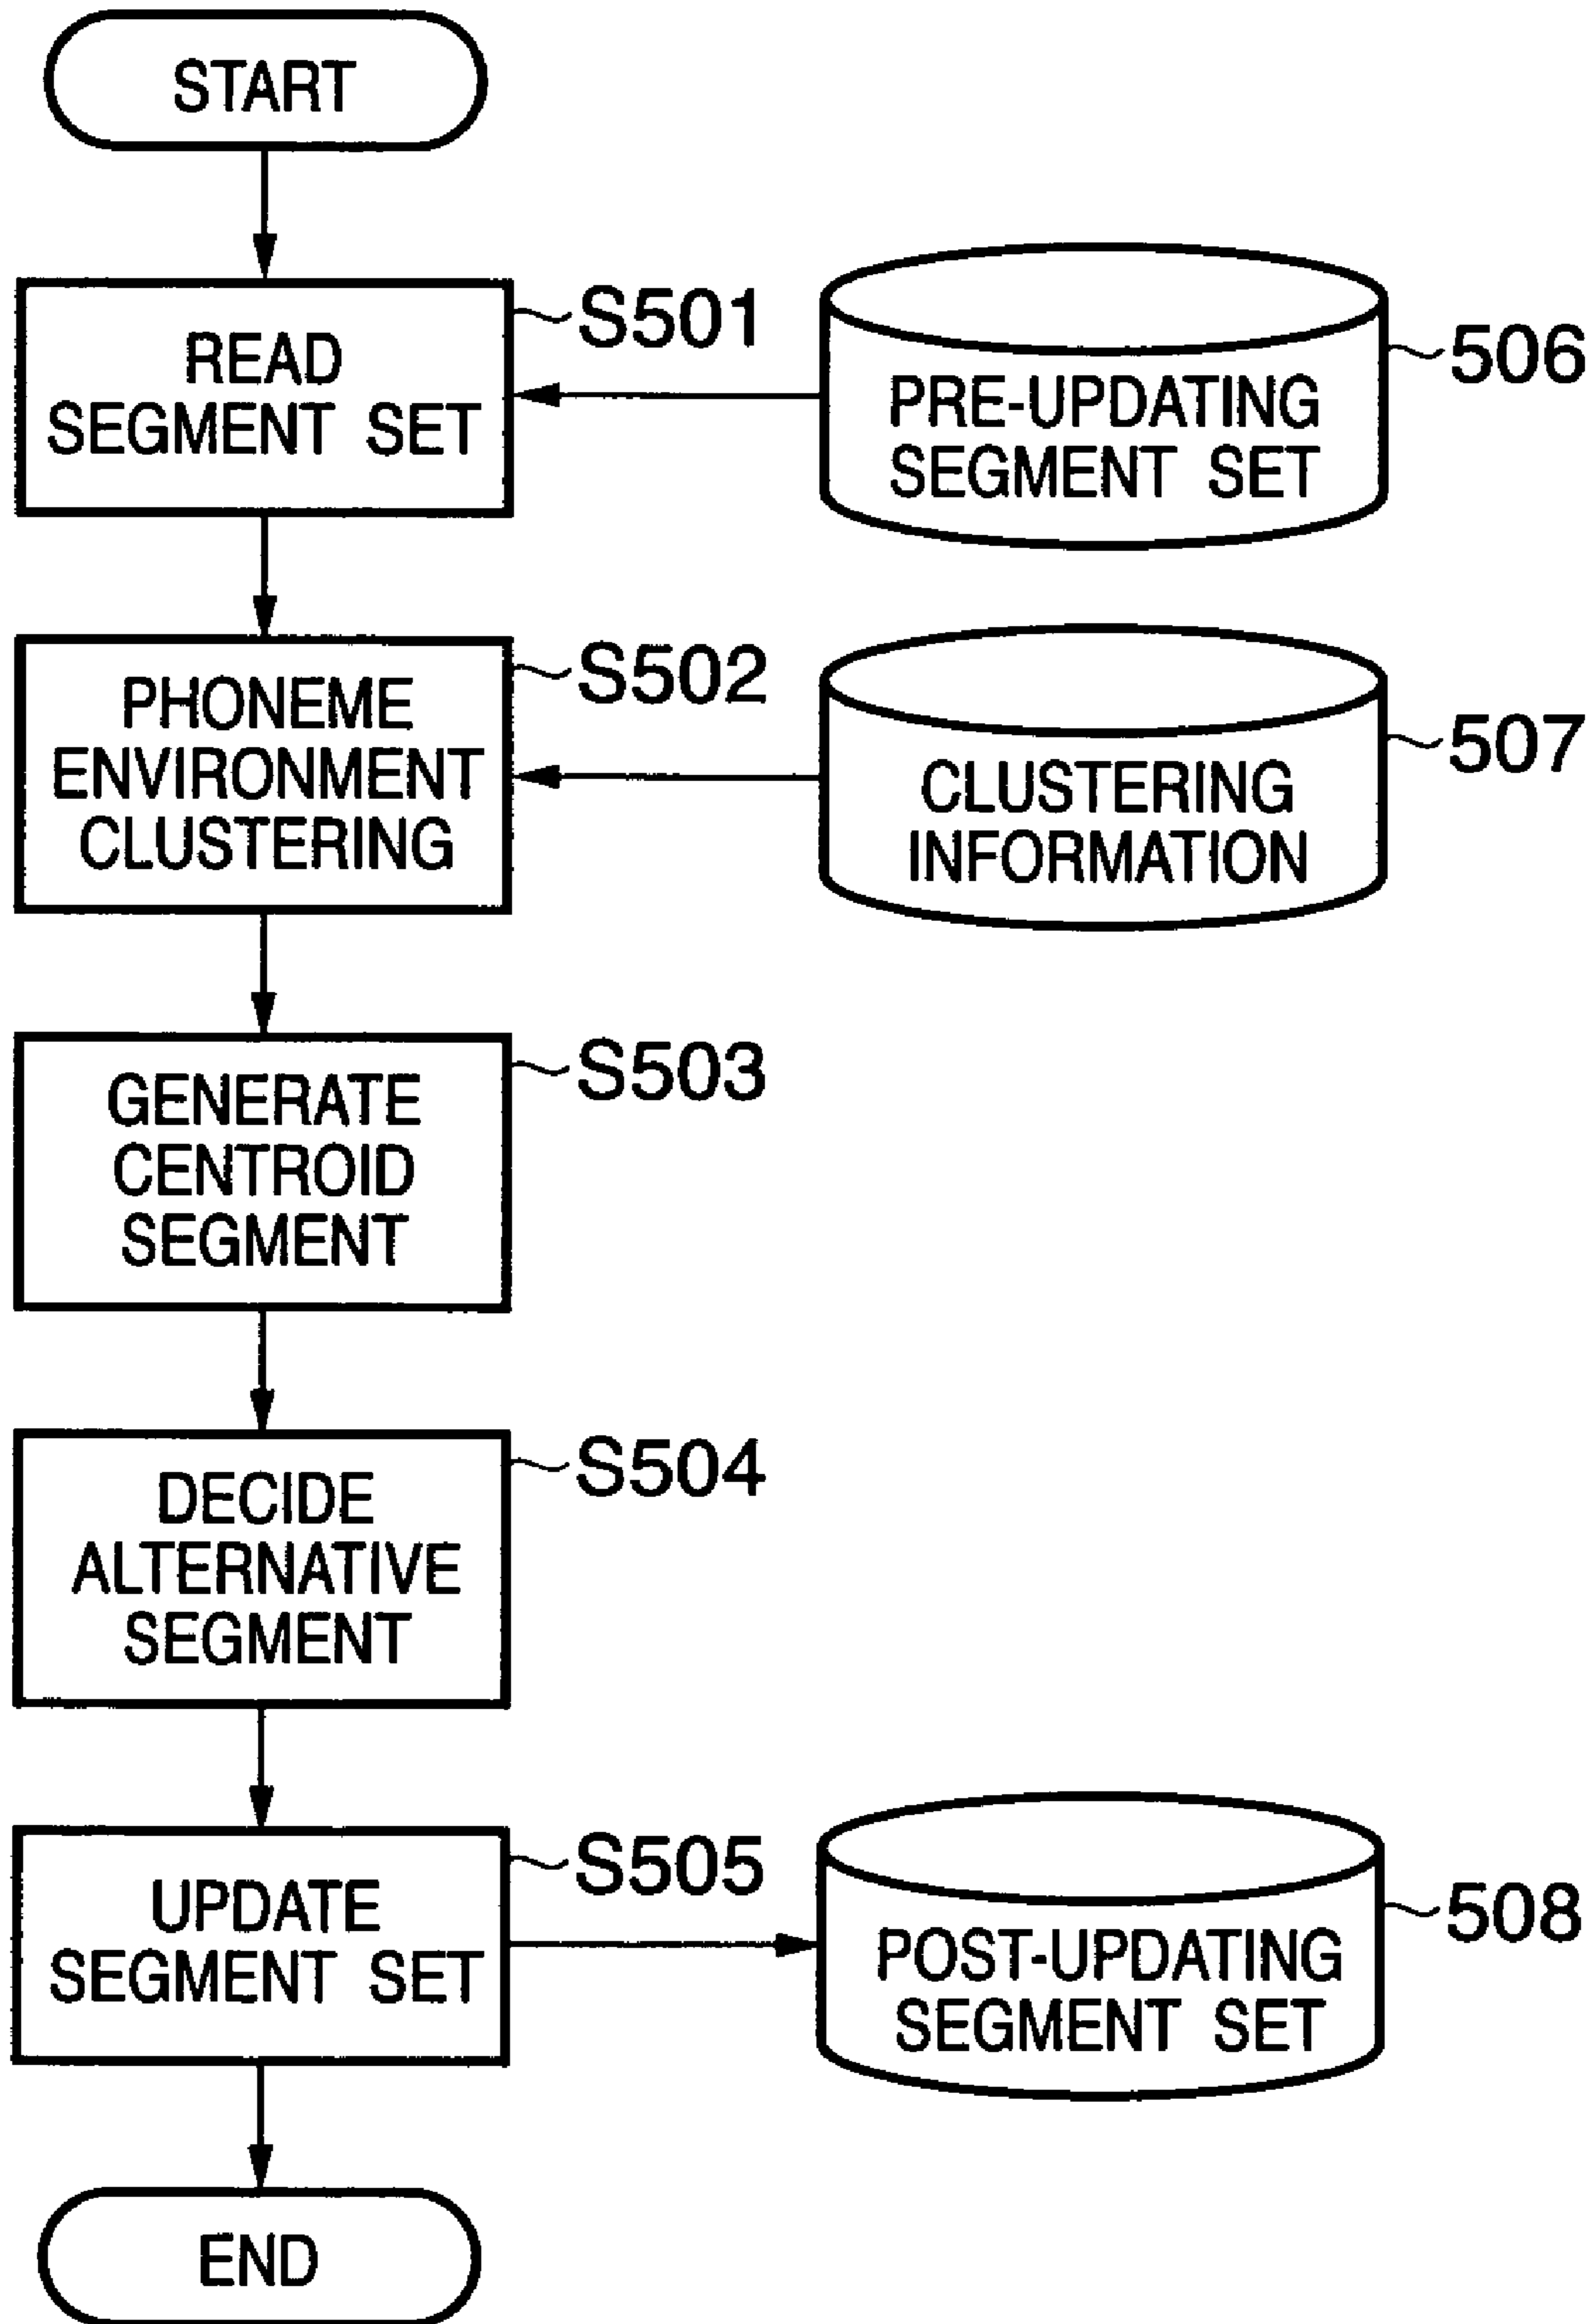 START
READ
SEGMENT SET
S501
PRE-UPDATING
SEGMENT SET
506
PHONEME
ENVIRONMENT
CLUSTERING
S502
CLUSTERING
INFORMATION
507
GENERATE
CENTROID
SEGMENT
S503
DECIDE
ALTERNATIVE
SEGMENT
S504
UPDATE
SEGMENT SET
S505
POST-UPDATING
SEGMENT SET
508
END